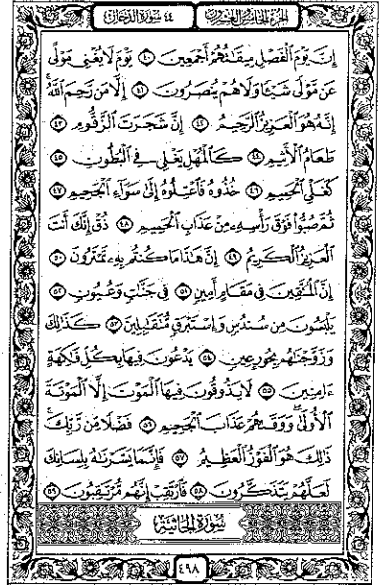 الجزء الخامس والعشرون ٤٤ سورة الدخان
إِنَّ يَوْمَ ٱلْفَصْلِ مِيقَٰتُهُمْ أَجْمَعِينَ ٤٠ يَوْمَ لَا يُغْنِى مَوْلًى
عَن مَّوْلًى شَيْـًٔا وَلَا هُمْ يُنصَرُونَ ٤١ إِلَّا مَن رَّحِمَ ٱللَّهُ ۚ
إِنَّهُۥ هُوَ ٱلْعَزِيزُ ٱلرَّحِيمُ ٤٢ إِنَّ شَجَرَتَ ٱلزَّقُّومِ ٤٣
طَعَامُ ٱلْأَثِيمِ ٤٤ كَٱلْمُهْلِ يَغْلِى فِى ٱلْبُطُونِ ٤٥
كَغَلْىِ ٱلْحَمِيمِ ٤٦ خُذُوهُ فَٱعْتِلُوهُ إِلَىٰ سَوَآءِ ٱلْجَحِيمِ ٤٧
ثُمَّ صُبُّوا۟ فَوْقَ رَأْسِهِۦ مِنْ عَذَابِ ٱلْحَمِيمِ ٤٨ ذُقْ إِنَّكَ أَنتَ
ٱلْعَزِيزُ ٱلْكَرِيمُ ٤٩ إِنَّ هَٰذَا مَا كُنتُم بِهِۦ تَمْتَرُونَ ٥٠
إِنَّ ٱلْمُتَّقِينَ فِى مَقَامٍ أَمِينٍ ٥١ فِى جَنَّٰتٍ وَعُيُونٍ ٥٢
يَلْبَسُونَ مِن سُندُسٍ وَإِسْتَبْرَقٍ مُّتَقَٰبِلِينَ ٥٣ كَذَٰلِكَ
وَزَوَّجْنَٰهُم بِحُورٍ عِينٍ ٥٤ يَدْعُونَ فِيهَا بِكُلِّ فَٰكِهَةٍ
ءَامِنِينَ ٥٥ لَا يَذُوقُونَ فِيهَا ٱلْمَوْتَ إِلَّا ٱلْمَوْتَةَ
ٱلْأُولَىٰ ۖ وَوَقَىٰهُمْ عَذَابَ ٱلْجَحِيمِ ٥٦ فَضْلًا مِّن رَّبِّكَ ۚ
ذَٰلِكَ هُوَ ٱلْفَوْزُ ٱلْعَظِيمُ ٥٧ فَإِنَّمَا يَسَّرْنَٰهُ بِلِسَانِكَ
لَعَلَّهُمْ يَتَذَكَّرُونَ ٥٨ فَٱرْتَقِبْ إِنَّهُم مُّرْتَقِبُونَ ٥٩
سورة الجاثية
٤٩٨